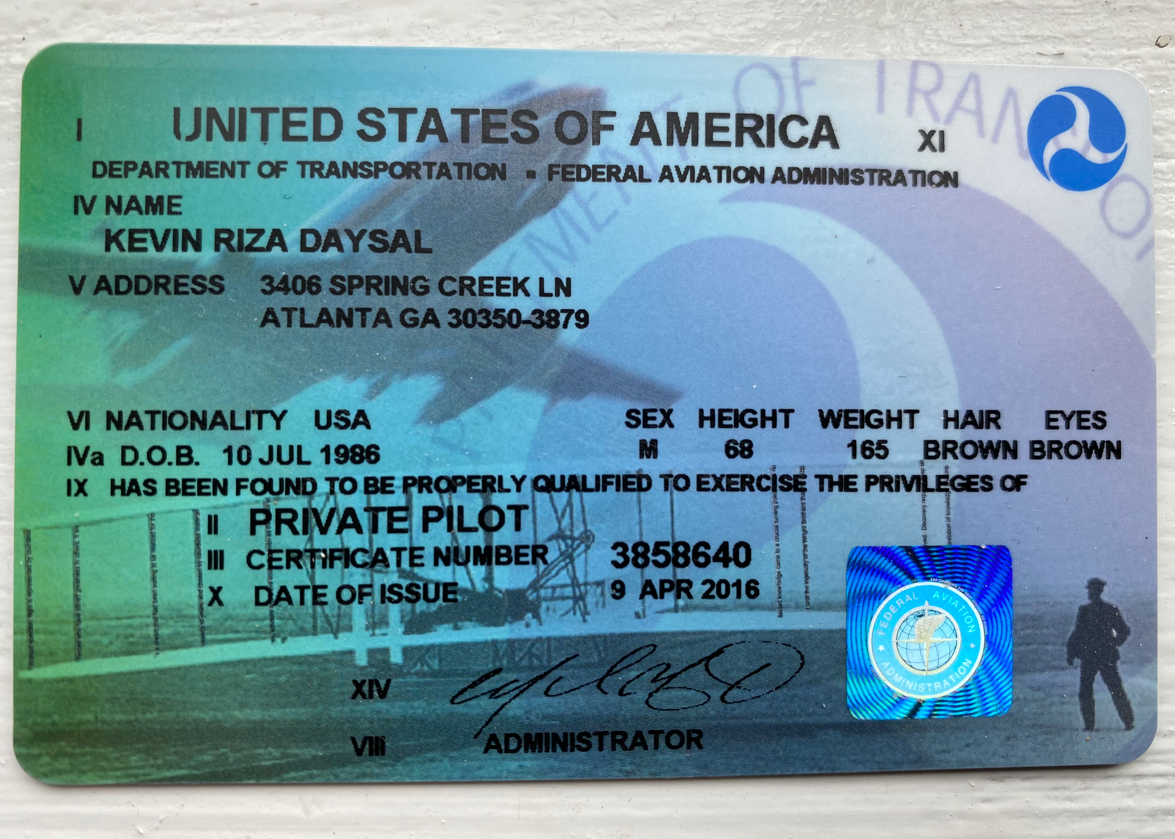 I UNITED STATES OF AMERICA XI
DEPARTMENT OF TRANSPORTATION ▪ FEDERAL AVIATION ADMINISTRATION
IV NAME
KEVIN RIZA DAYSAL
V ADDRESS 3406 SPRING CREEK LN
ATLANTA GA 30350-3879
VI NATIONALITY USA SEX HEIGHT WEIGHT HAIR EYES
IVa D.O.B. 10 JUL 1986 M 68 165 BROWN BROWN
IX HAS BEEN FOUND TO BE PROPERLY QUALIFIED TO EXERCISE THE PRIVILEGES OF
II PRIVATE PILOT
III CERTIFICATE NUMBER 3858640
X DATE OF ISSUE 9 APR 2016
XIV
VIII ADMINISTRATOR
FEDERAL AVIATION
ADMINISTRATION
OF TRAN